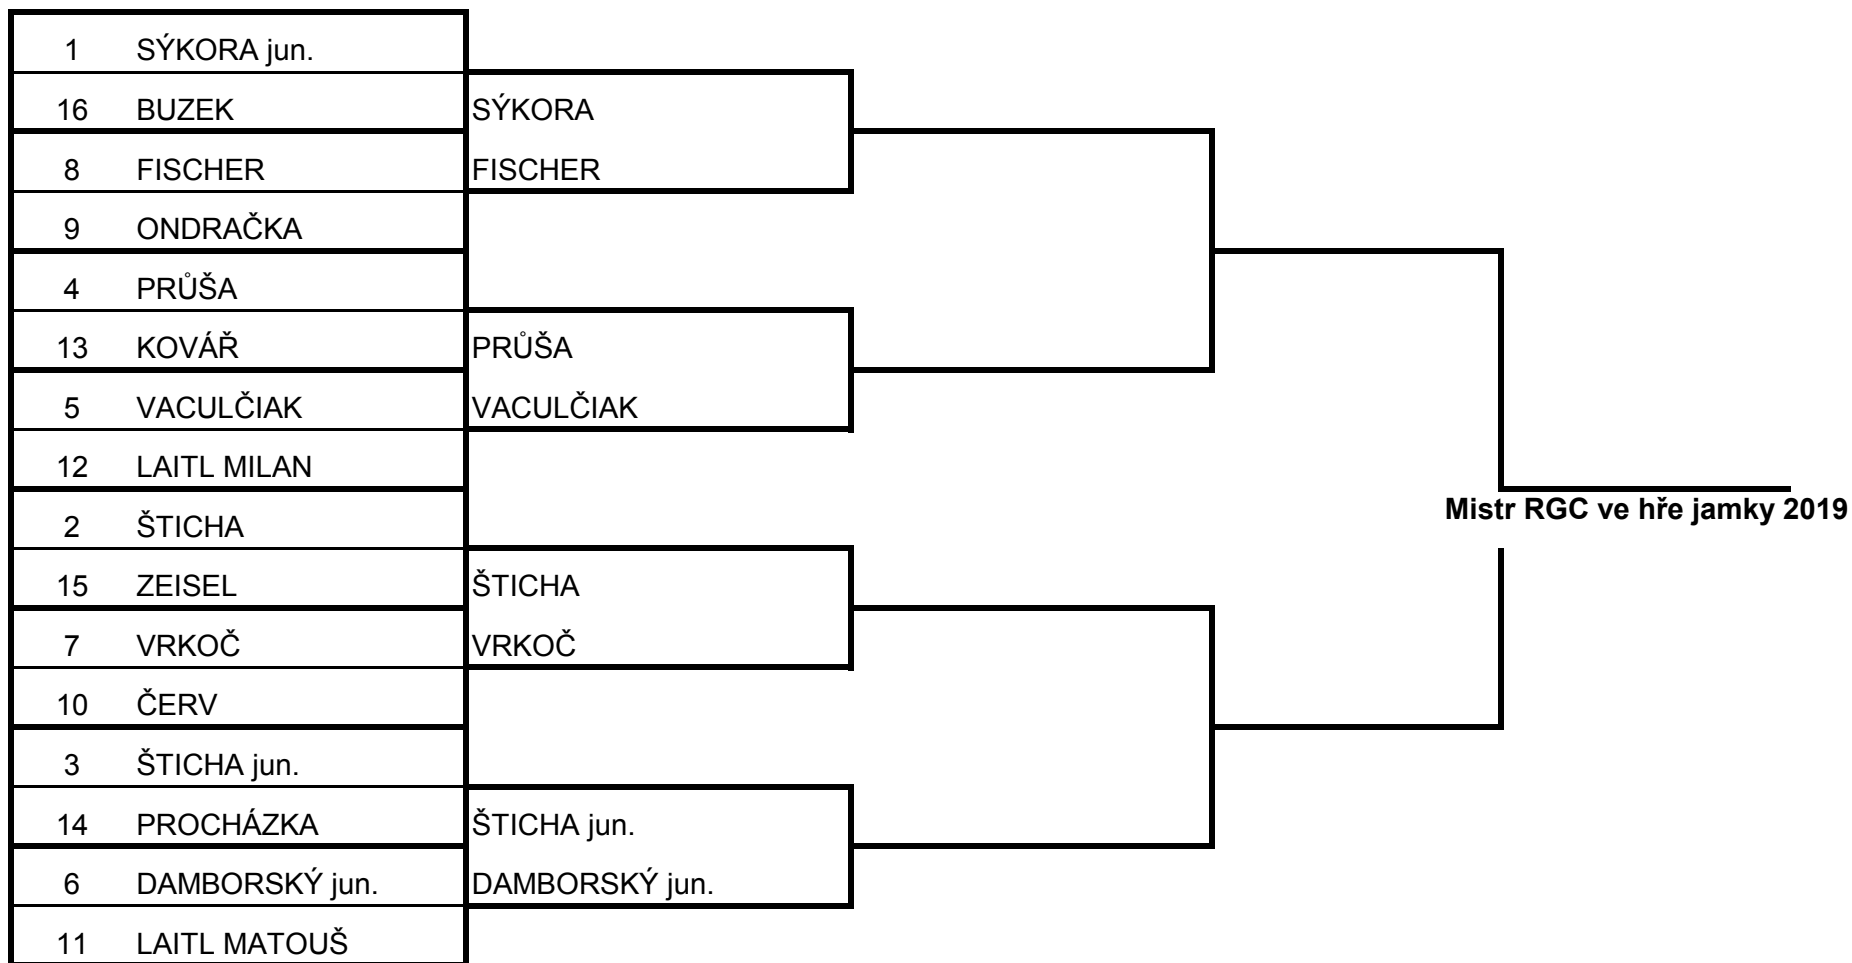 1 SÝKORA jun.
16 BUZEK SÝKORA
8 FISCHER FISCHER
9 ONDRAČKA
4 PRŮŠA
13 KOVÁŘ PRŮŠA
5 VACULČIAK VACULČIAK
12 LAITL MILAN
Mistr RGC ve hře jamky 2019
2 ŠTICHA
15 ZEISEL ŠTICHA
7 VRKOČ VRKOČ
10 ČERV
3 ŠTICHA jun.
14 PROCHÁZKA ŠTICHA jun.
6 DAMBORSKÝ jun. DAMBORSKÝ jun.
11 LAITL MATOUŠ